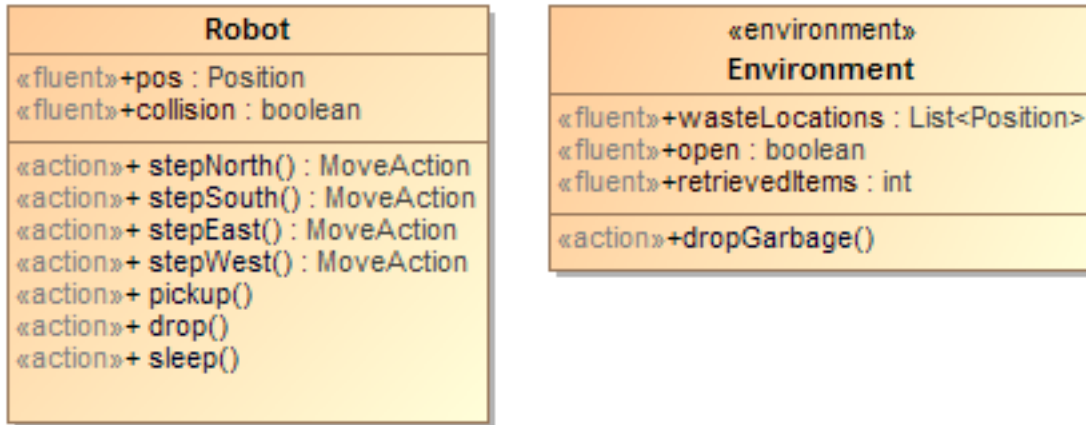 Robot
«fluent»+pos : Position
«fluent»+collision : boolean
«action»+ stepNorth() : MoveAction
«action»+ stepSouth() : MoveAction
«action»+ stepEast() : MoveAction
«action»+ stepWest() : MoveAction
«action»+ pickup()
«action»+ drop()
«action»+ sleep()
«environment»
Environment
«fluent»+wasteLocations : List<Position>
«fluent»+open : boolean
«fluent»+retrievedItems : int
«action»+dropGarbage()